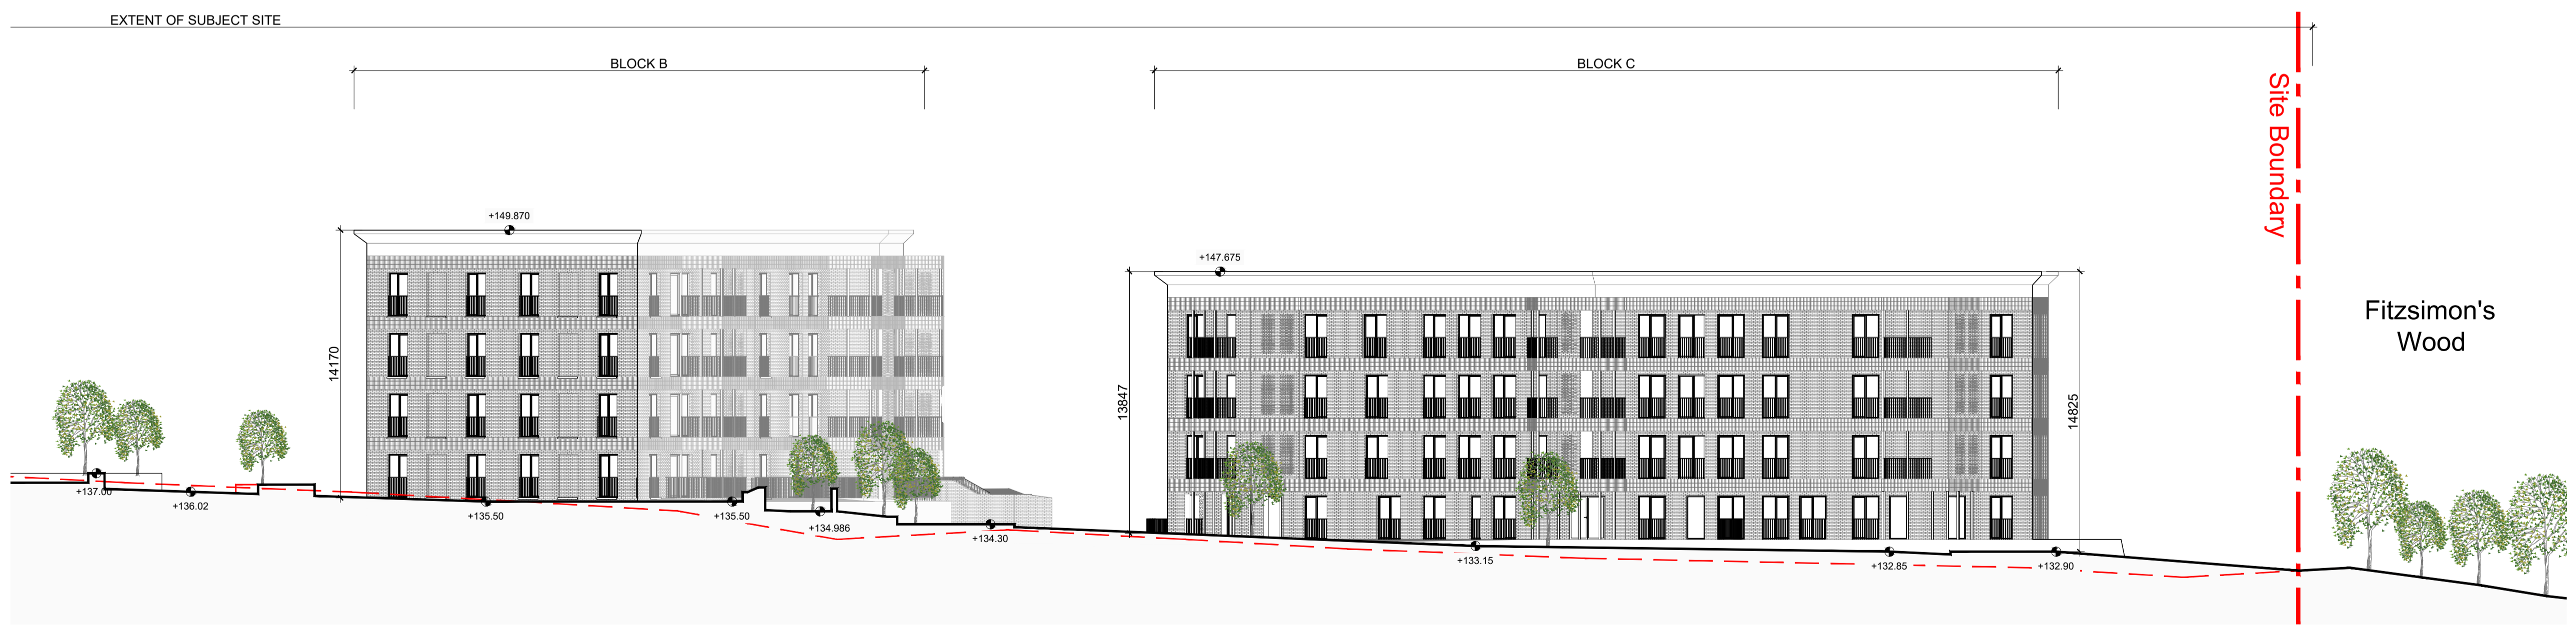 EXTENT OF SUBJECT SITE
BLOCK B
BLOCK C
Site Boundary
+149.870
+147.675
Fitzsimon's
Wood
14170
13847
14825
+137.00
+136.02
+135.50
+135.50
+134.986
+134.30
+133.15
+132.85
+132.90